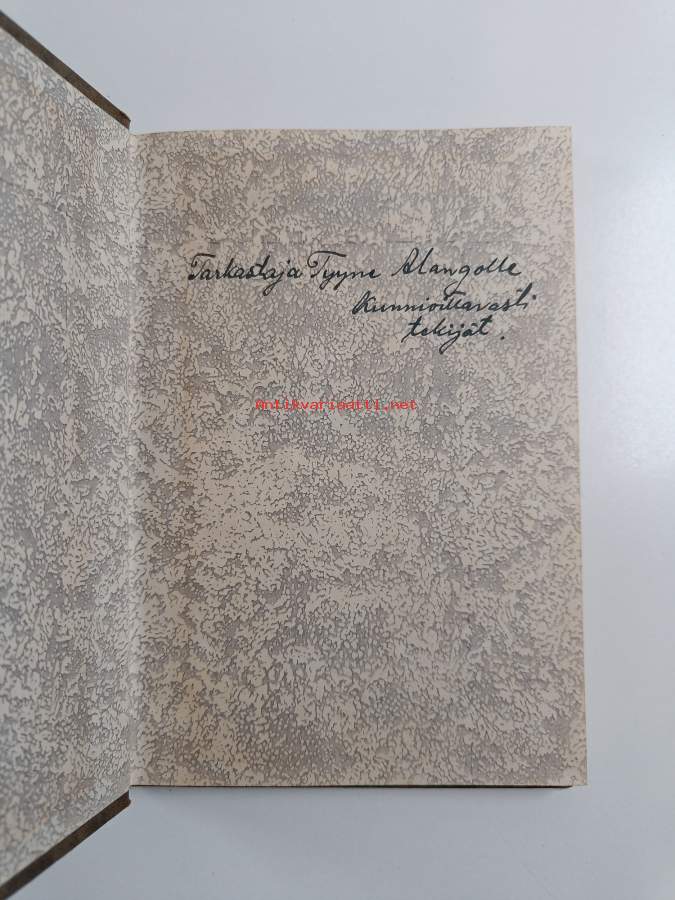 Tarkastaja Tyyne Alangolle
Kunnioittavasti
tekijät.
Antikvariaatti.net